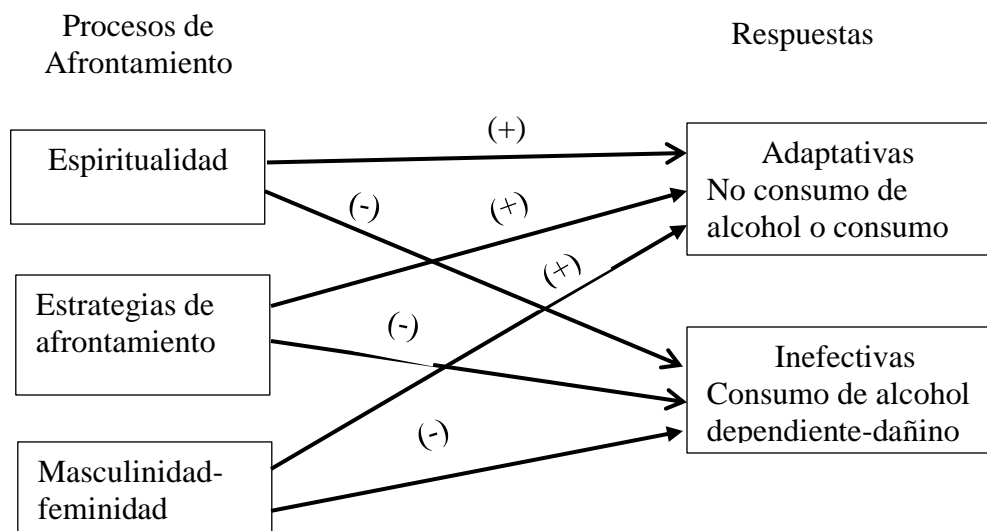 Procesos de
Afrontamiento
Respuestas
(+)
Espiritualidad
Adaptativas
No consumo de
alcohol o consumo
(-)
(+)
(+)
Estrategias de
afrontamiento
(-)
Inefectivas
Consumo de alcohol
dependiente-dañino
(-)
Masculinidad-
feminidad